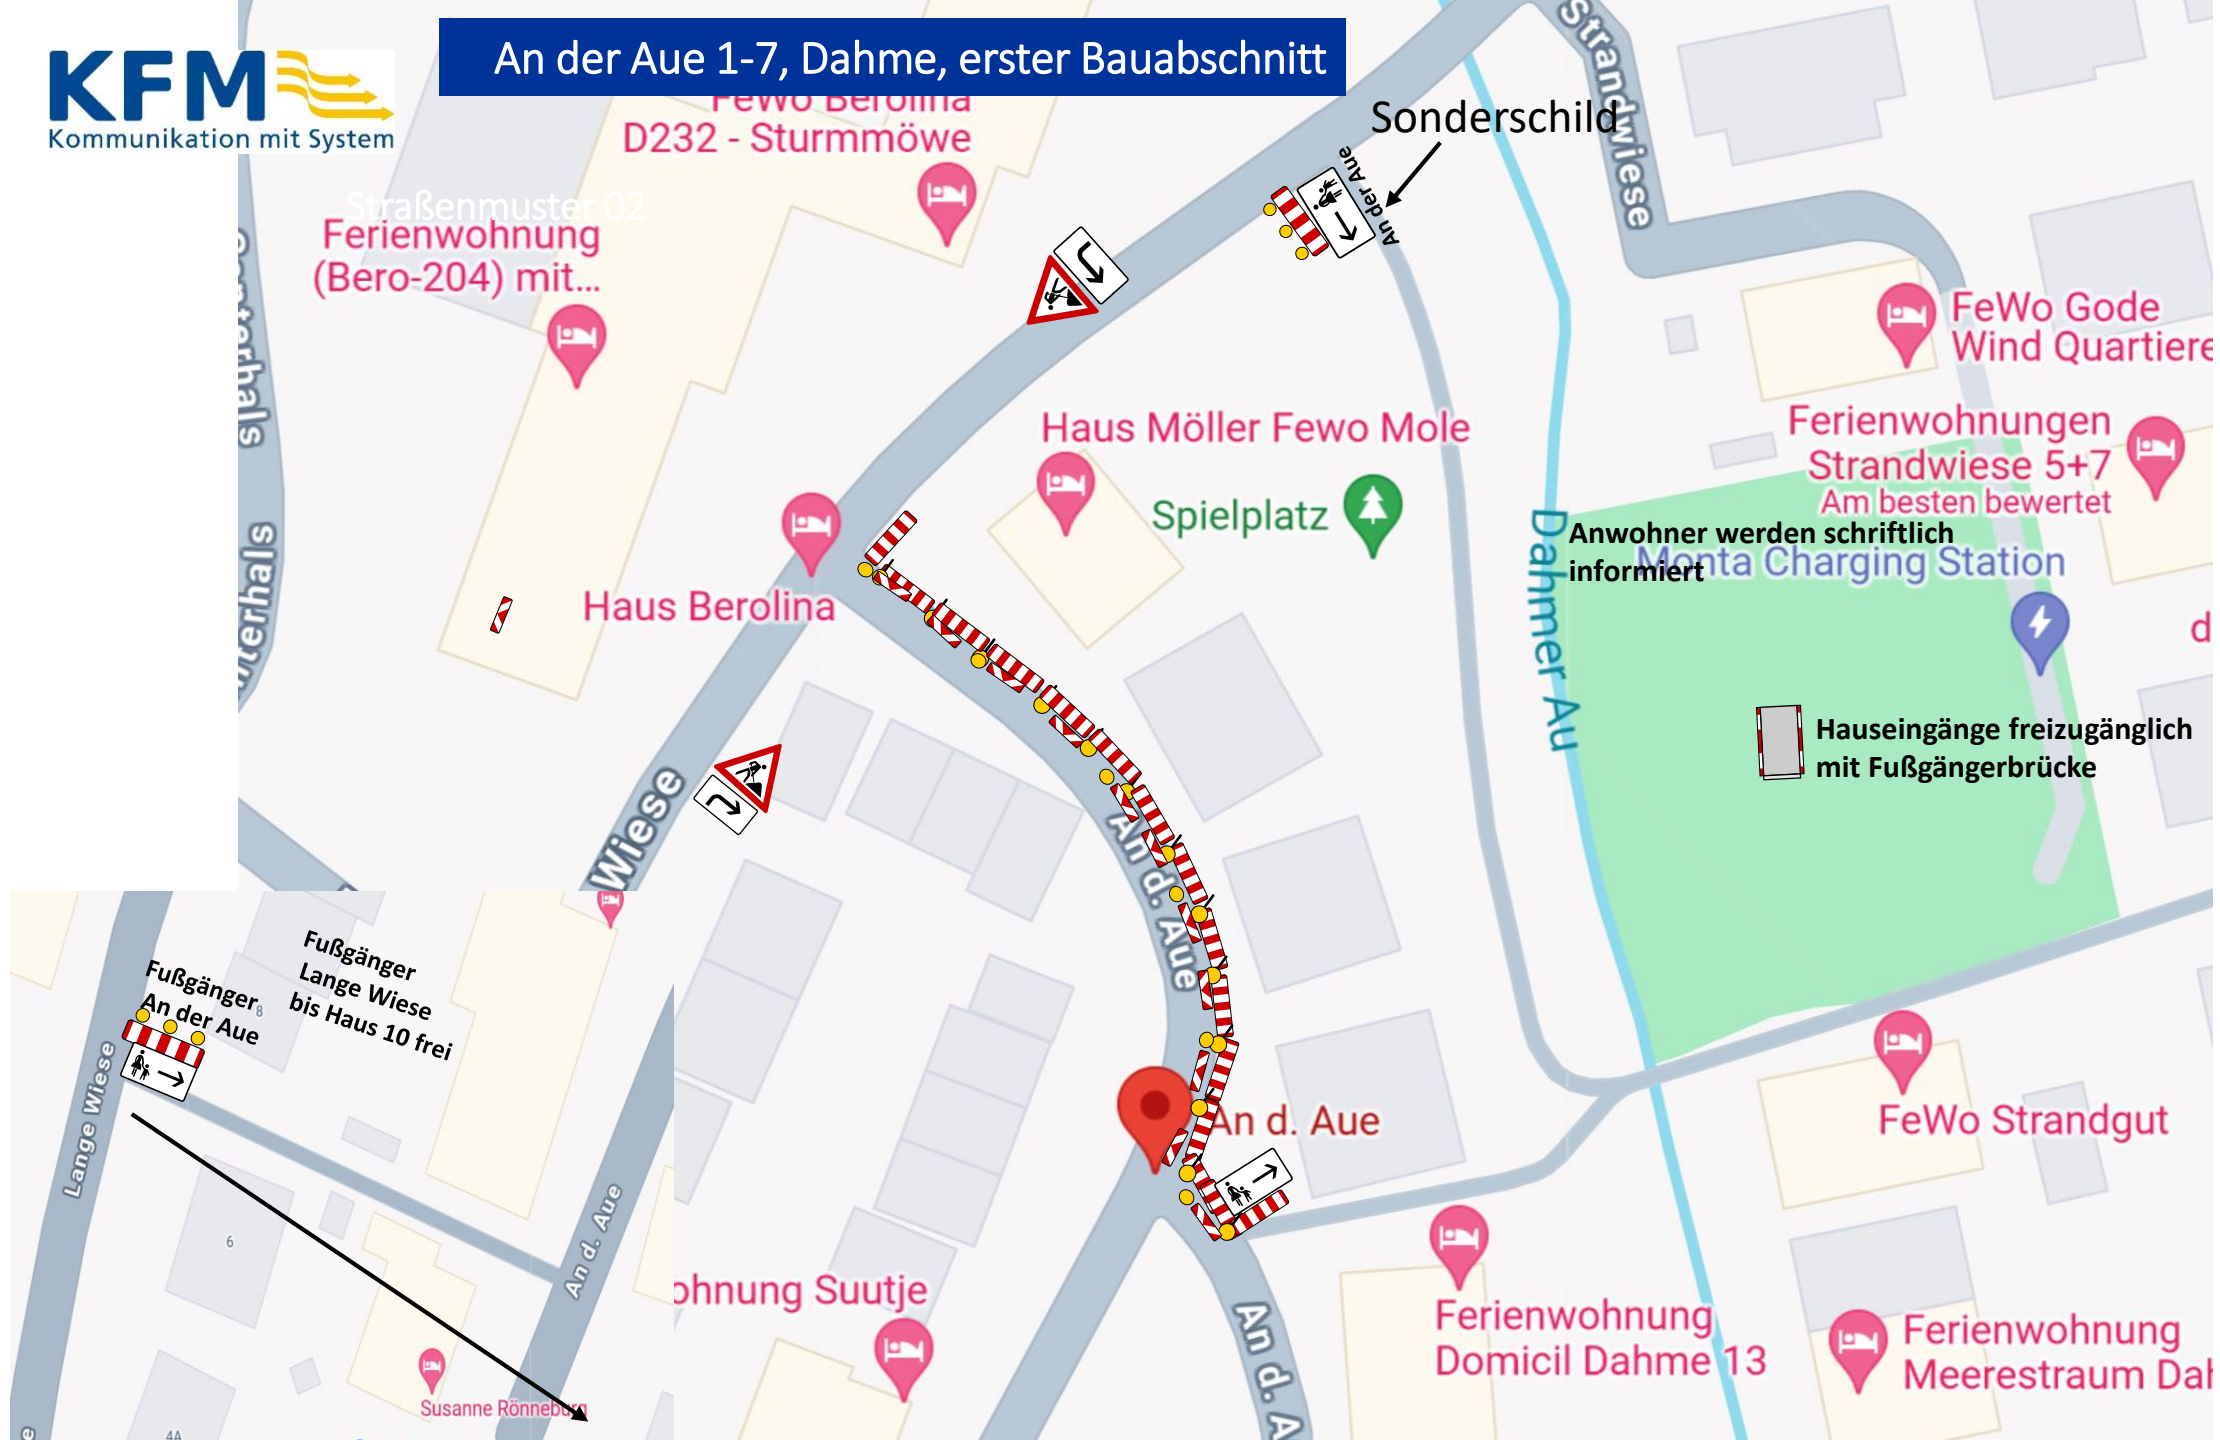 KFM
Kommunikation mit System
An der Aue 1-7, Dahme, erster Bauabschnitt
FeWo Berolina
D232 - Sturmmöwe
Straßenmuster 02
Ferienwohnung
(Bero-204) mit...
Sonderschild
An der Aue
Strandwiese
FeWo Gode
Wind Quartiere
Haus Möller Fewo Mole
Spielplatz
Ferienwohnungen
Strandwiese 5+7
Am besten bewertet
Anwohner werden schriftlich
informiert
Monta Charging Station
Haus Berolina
Dahmer Au
d
Hauseingänge freizugänglich
mit Fußgängerbrücke
Wiese
An d. Aue
An d. Aue
FeWo Strandgut
Fußgänger
Lange Wiese
bis Haus 10 frei
Fußgänger
An der Aue
8
Lange Wiese
6
An d. Aue
Susanne Rönneburg
4A
e
ohnung Suutje
An d. A
Ferienwohnung
Domicil Dahme 13
Ferienwohnung
Meerestraum Dah